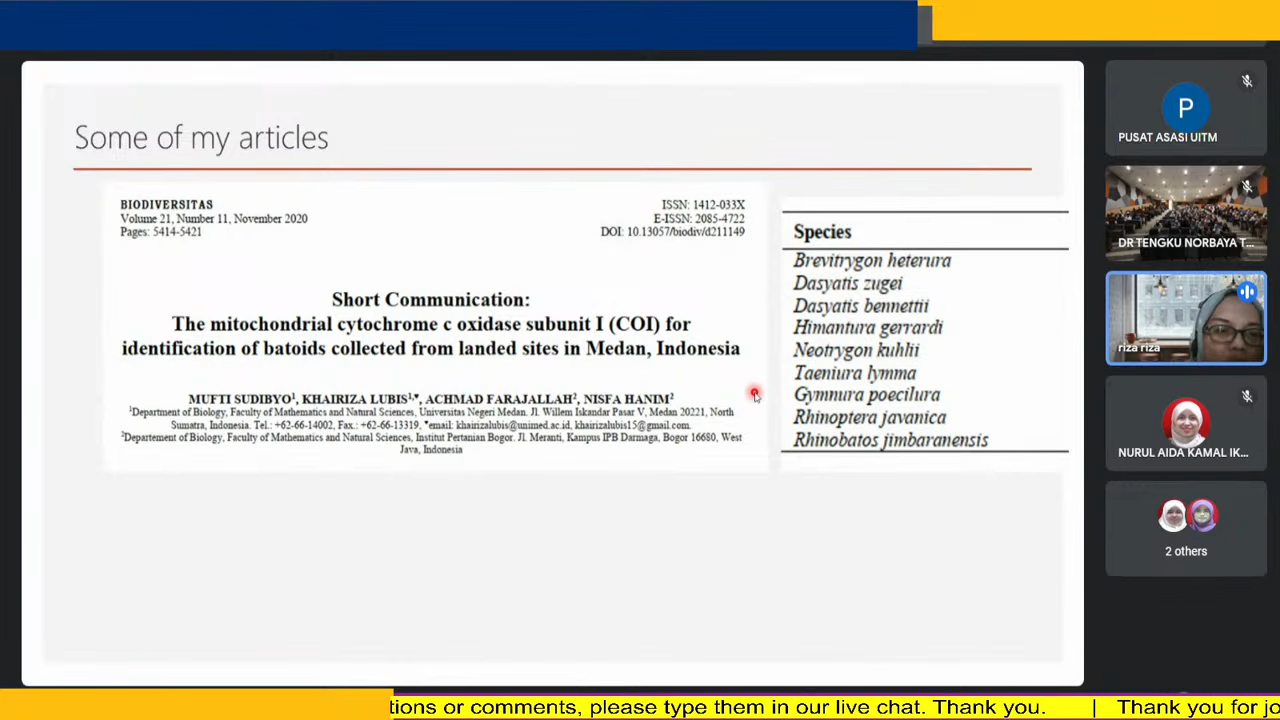 Some of my articles
BIODIVERSITAS
Volume 21, Number 11, November 2020
Pages: 5414-5421
ISSN: 1412-033X
E-ISSN: 2085-4722
DOI: 10.13057/biodiv/d211149
Short Communication:
The mitochondrial cytochrome c oxidase subunit I (COI) for
identification of batoids collected from landed sites in Medan, Indonesia
MUFTI SUDIBYO1, KHAIRIZA LUBIS1,♥, ACHMAD FARAJALLAH2, NISFA HANIM2
1Department of Biology, Faculty of Mathematics and Natural Sciences, Universitas Negeri Medan. Jl. Willem Iskandar Pasar V, Medan 20221, North
Sumatra, Indonesia. Tel.: +62-66-14002, Fax.: +62-66-13319, ♥email: khairizalubis@unimed.ac.id, khairizalubis15@gmail.com.
2Departement of Biology, Faculty of Mathematics and Natural Sciences, Institut Pertanian Bogor. Jl. Meranti, Kampus IPB Darmaga, Bogor 16680, West
Java, Indonesia
Species
Brevitrygon heterura
Dasyatis zugei
Dasyatis bennettii
Himantura gerrardi
Neotrygon kuhlii
Taeniura lymma
Gymnura poecilura
Rhinoptera javanica
Rhinobatos jimbaranensis
P
PUSAT ASASI UITM
DR TENGKU NORBAYA T...
riza riza
NURUL AIDA KAMAL IK...
2 others
tions or comments, please type them in our live chat. Thank you. | Thank you for jo